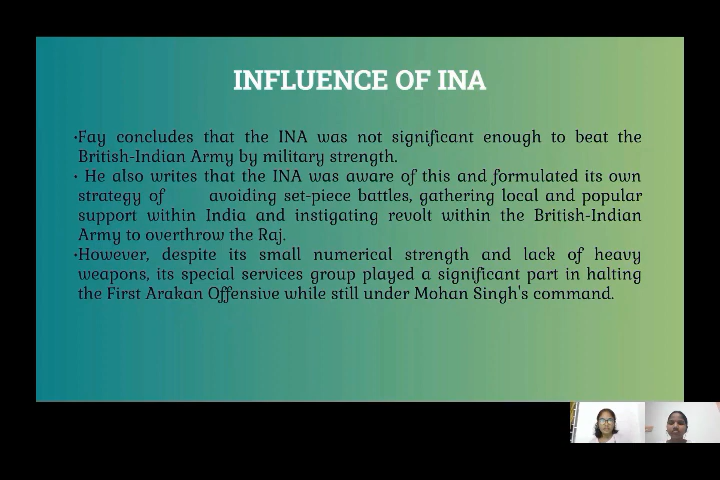 INFLUENCE OF INA
•Fay concludes that the INA was not significant enough to beat the
British-Indian Army by military strength.
• He also writes that the INA was aware of this and formulated its own
strategy of avoiding set-piece battles, gathering local and popular
support within India and instigating revolt within the British-Indian
Army to overthrow the Raj.
•However, despite its small numerical strength and lack of heavy
weapons, its special services group played a significant part in halting
the First Arakan Offensive while still under Mohan Singh's command.